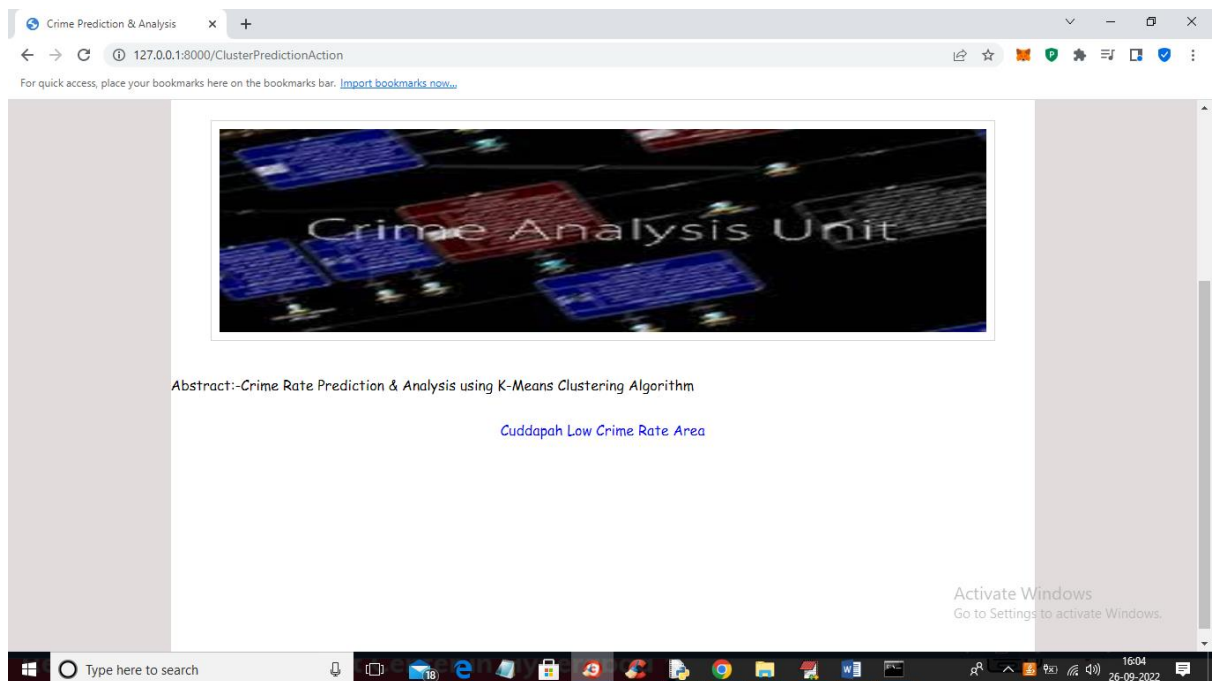 Crime Prediction & Analysis
127.0.0.1:8000/ClusterPredictionAction
For quick access, place your bookmarks here on the bookmarks bar. Import bookmarks now...
Crime Analysis Unit
Abstract:-Crime Rate Prediction & Analysis using K-Means Clustering Algorithm
Cuddapah Low Crime Rate Area
Activate Windows
Go to Settings to activate Windows.
Type here to search
18
16:04
26-09-2022